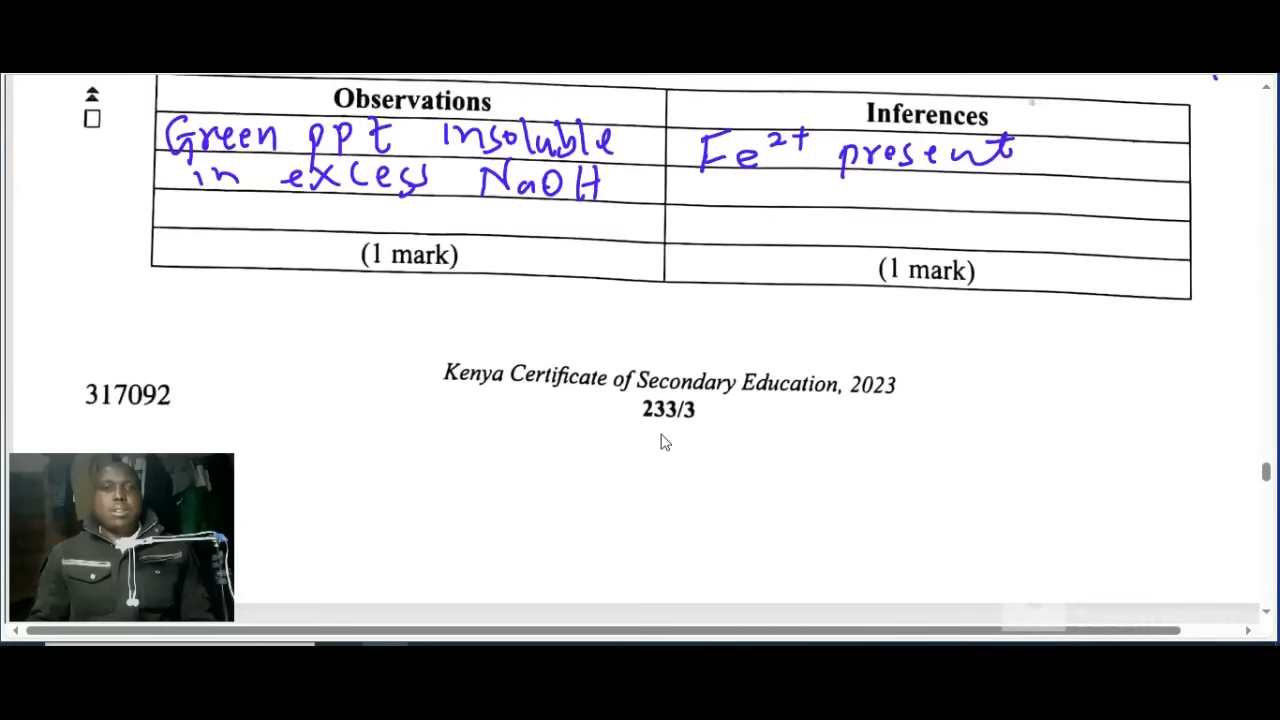 Observations
Inferences
Green ppt insoluble
in excess NaOH
Fe²⁺ present
(1 mark)
(1 mark)
Kenya Certificate of Secondary Education, 2023
317092
233/3